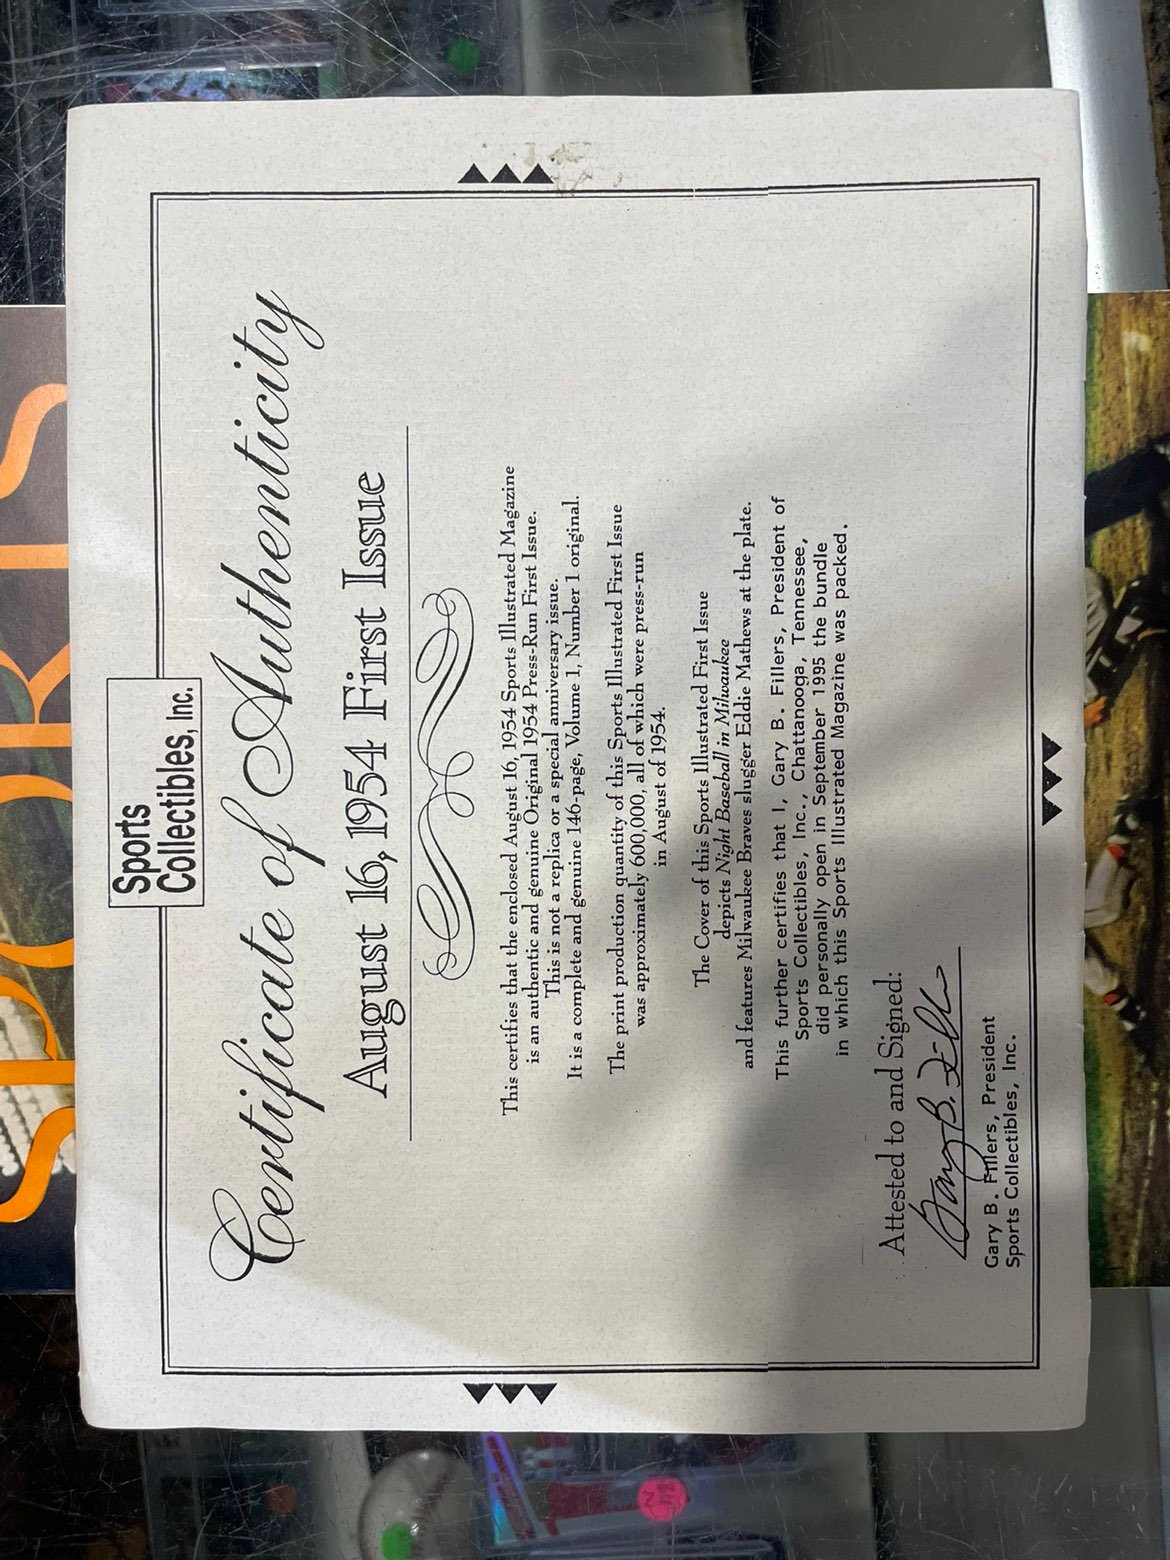 Sports
Collectibles, Inc.
Certificate of Authenticity
August 16, 1954 First Issue
This certifies that the enclosed August 16, 1954 Sports Illustrated Magazine
is an authentic and genuine Original 1954 Press-Run First Issue.
This is not a replica or a special anniversary issue.
It is a complete and genuine 146-page, Volume 1, Number 1 original.
The print production quantity of this Sports Illustrated First Issue
was approximately 600,000, all of which were press-run
in August of 1954.
The Cover of this Sports Illustrated First Issue
depicts Night Baseball in Milwaukee
and features Milwaukee Braves slugger Eddie Mathews at the plate.
This further certifies that I, Gary B. Fillers, President of
Sports Collectibles, Inc., Chattanooga, Tennessee,
did personally open in September 1995 the bundle
in which this Sports Illustrated Magazine was packed.
Attested to and Signed:
Gary B. Fillers
Gary B. Fillers, President
Sports Collectibles, Inc.
SPORTS